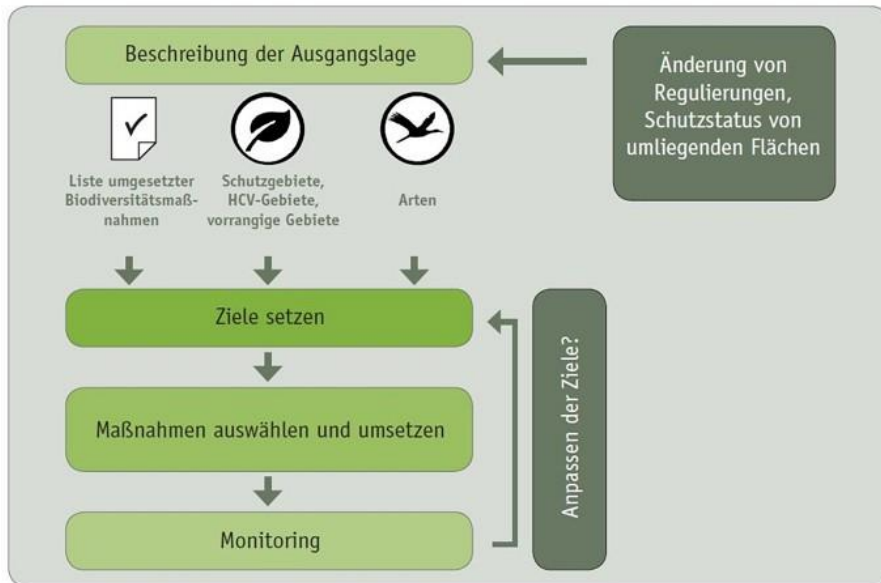 Beschreibung der Ausgangslage
Änderung von
Regulierungen,
Schutzstatus von
umliegenden Flächen
Liste umgesetzter
Biodiversitätsmaß-
nahmen
Schutzgebiete,
HCV-Gebiete,
vorrangige Gebiete
Arten
Ziele setzen
Maßnahmen auswählen und umsetzen
Monitoring
Anpassen der Ziele?